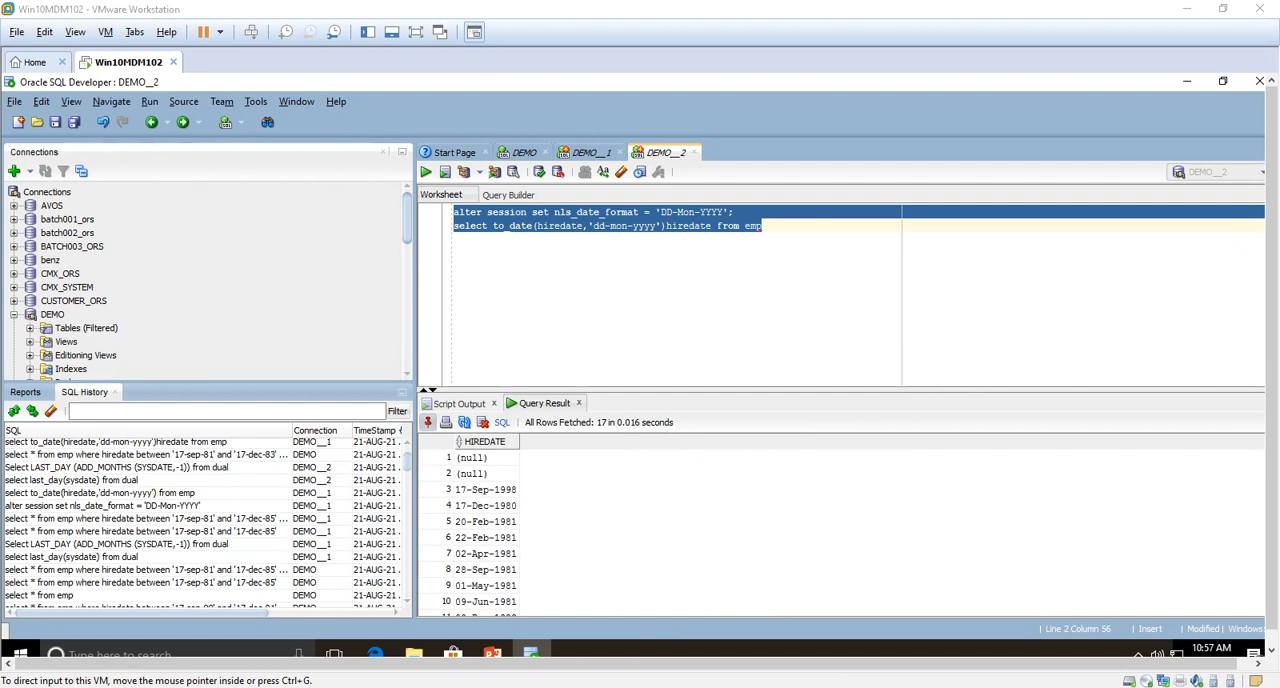 Win10MDM102 - VMware Workstation
File Edit View VM Tabs Help
Home Win10MDM102
Oracle SQL Developer : DEMO__2
File Edit View Navigate Run Source Team Tools Window Help
Connections
Connections
AVOS
batch001_ors
batch002_ors
BATCH003_ORS
benz
CMX_ORS
CMX_SYSTEM
CUSTOMER_ORS
DEMO
Tables (Filtered)
Views
Editioning Views
Indexes
Start Page DEMO DEMO__1 DEMO__2
DEMO__2
Worksheet Query Builder
alter session set nls_date_format = 'DD-Mon-YYYY';
select to_date(hiredate,'dd-mon-yyyy')hiredate from emp
Reports SQL History
Filter
SQL Connection TimeStamp
select to_date(hiredate,'dd-mon-yyyy')hiredate from emp DEMO__1 21-AUG-21 .
select * from emp where hiredate between '17-sep-81' and '17-dec-83' ... DEMO__1 21-AUG-21 .
Select LAST_DAY (ADD_MONTHS (SYSDATE,-1)) from dual DEMO__2 21-AUG-21 .
select last_day(sysdate) from dual DEMO__2 21-AUG-21 .
select to_date(hiredate,'dd-mon-yyyy') from emp DEMO__1 21-AUG-21 .
alter session set nls_date_format = 'DD-Mon-YYYY' DEMO__1 21-AUG-21 .
select * from emp where hiredate between '17-sep-81' and '17-dec-85' ... DEMO__1 21-AUG-21 .
select * from emp where hiredate between '17-sep-81' and '17-dec-85' DEMO__1 21-AUG-21 .
Select LAST_DAY (ADD_MONTHS (SYSDATE,-1)) from dual DEMO__1 21-AUG-21 .
select last_day(sysdate) from dual DEMO__1 21-AUG-21 .
select * from emp where hiredate between '17-sep-81' and '17-dec-85' ... DEMO 21-AUG-21 .
select * from emp where hiredate between '17-sep-81' and '17-dec-85' DEMO 21-AUG-21 .
select * from emp DEMO 21-AUG-21 .
Script Output Query Result
SQL All Rows Fetched: 17 in 0.016 seconds
HIREDATE
1 (null)
2 (null)
3 17-Sep-1998
4 17-Dec-1980
5 20-Feb-1981
6 22-Feb-1981
7 02-Apr-1981
8 28-Sep-1981
9 01-May-1981
10 09-Jun-1981
Line 2 Column 56 Insert Modified Windows:
Type here to search
10:57 AM
To direct input to this VM, move the mouse pointer inside or press Ctrl+G.